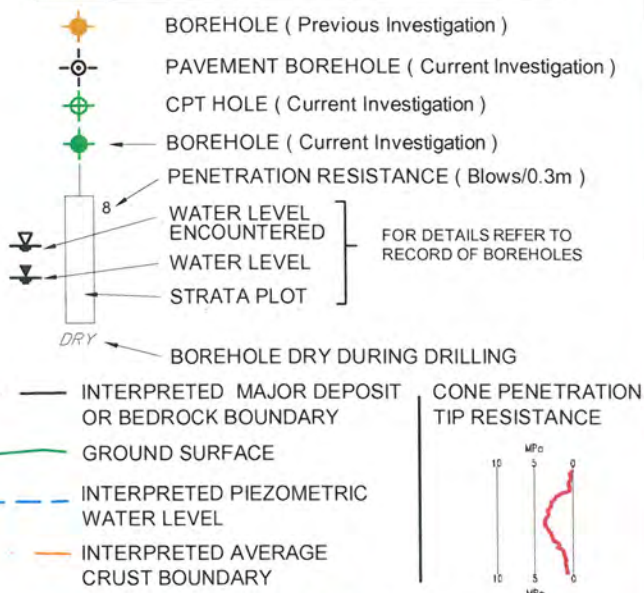 BOREHOLE ( Previous Investigation )
PAVEMENT BOREHOLE ( Current Investigation )
CPT HOLE ( Current Investigation )
BOREHOLE ( Current Investigation )
PENETRATION RESISTANCE ( Blows/0.3m )
8
WATER LEVEL
ENCOUNTERED
WATER LEVEL
STRATA PLOT
FOR DETAILS REFER TO
RECORD OF BOREHOLES
DRY
BOREHOLE DRY DURING DRILLING
INTERPRETED MAJOR DEPOSIT
OR BEDROCK BOUNDARY
GROUND SURFACE
INTERPRETED PIEZOMETRIC
WATER LEVEL
INTERPRETED AVERAGE
CRUST BOUNDARY
CONE PENETRATION
TIP RESISTANCE
MPa
10 5 0
10 5 0
MPa